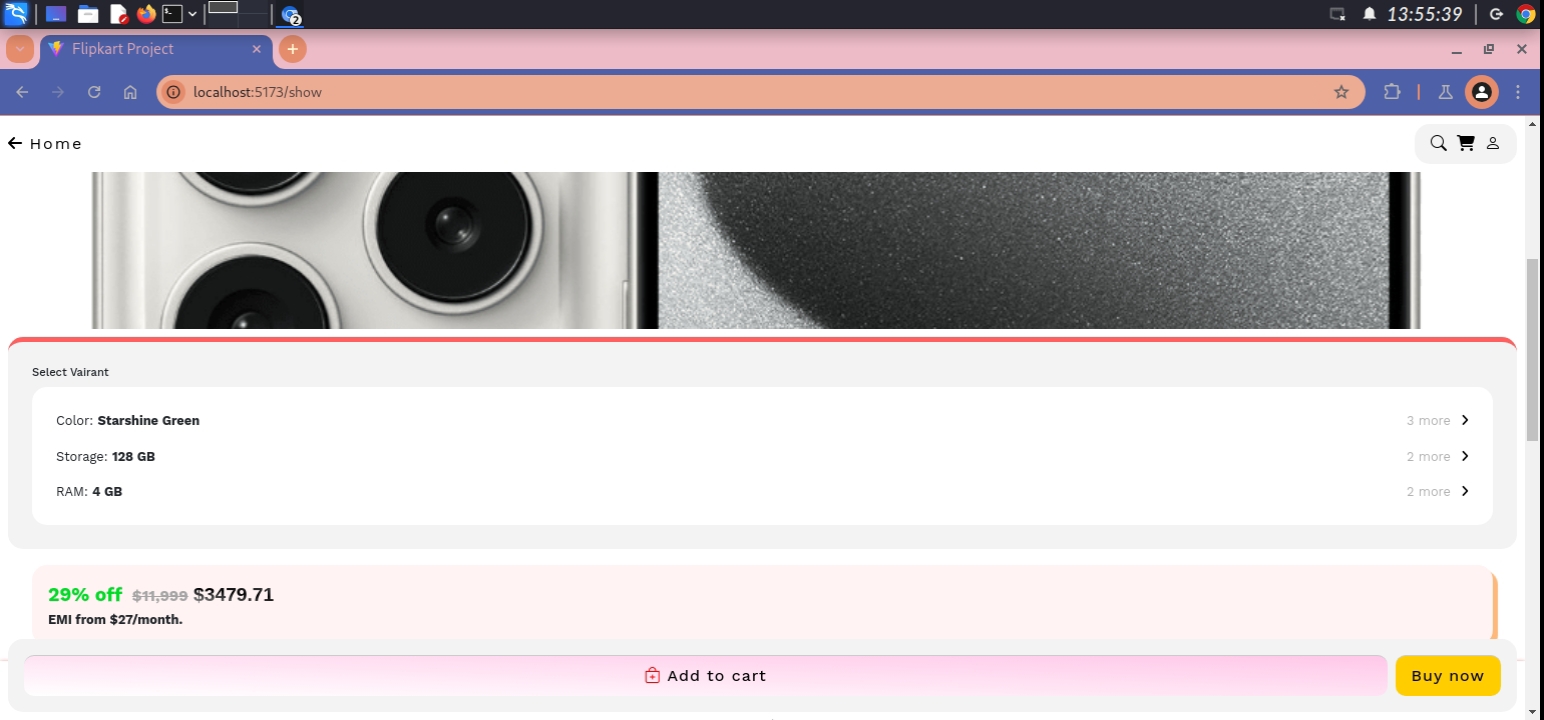 13:55:39
2
Flipkart Project
localhost:5173/show
Home
Select Vairant
Color: Starshine Green 3 more
Storage: 128 GB 2 more
RAM: 4 GB 2 more
29% off $11,999 $3479.71
EMI from $27/month.
Add to cart Buy now